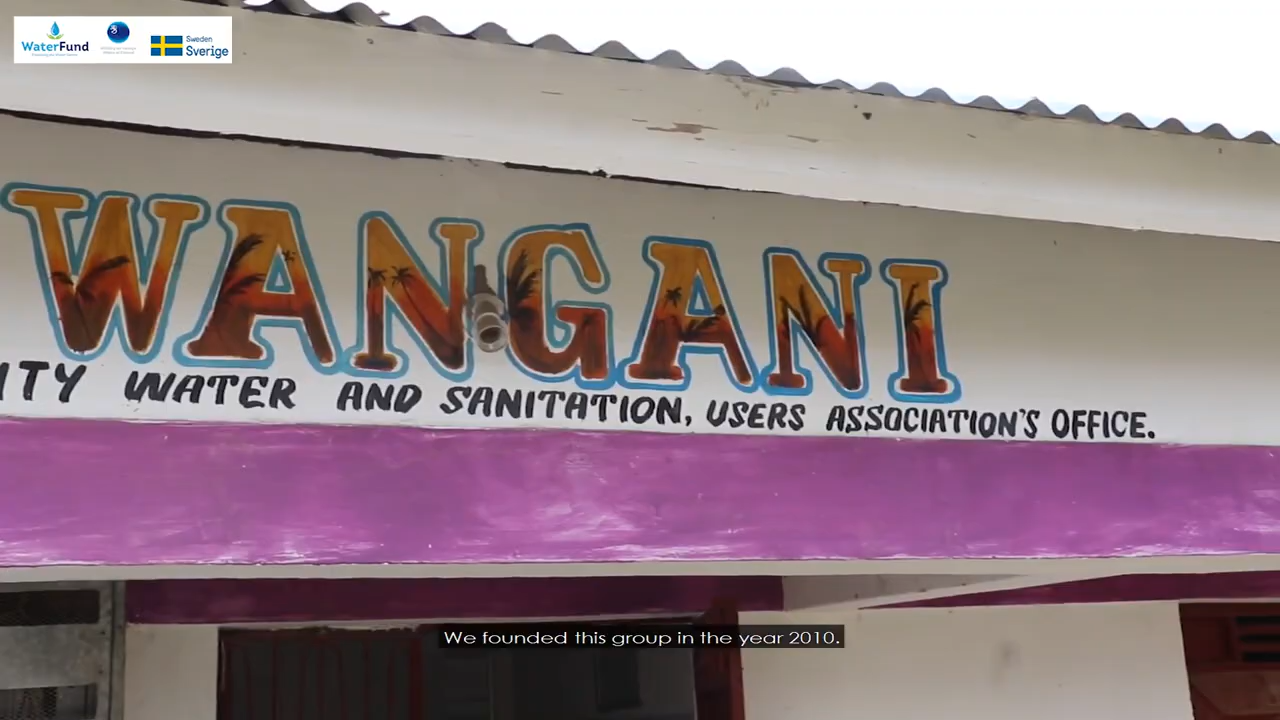 WaterFund
Sweden
Sverige
WANGANI
ITY WATER AND SANITATION, USERS ASSOCIATION'S OFFICE.
We founded this group in the year 2010.